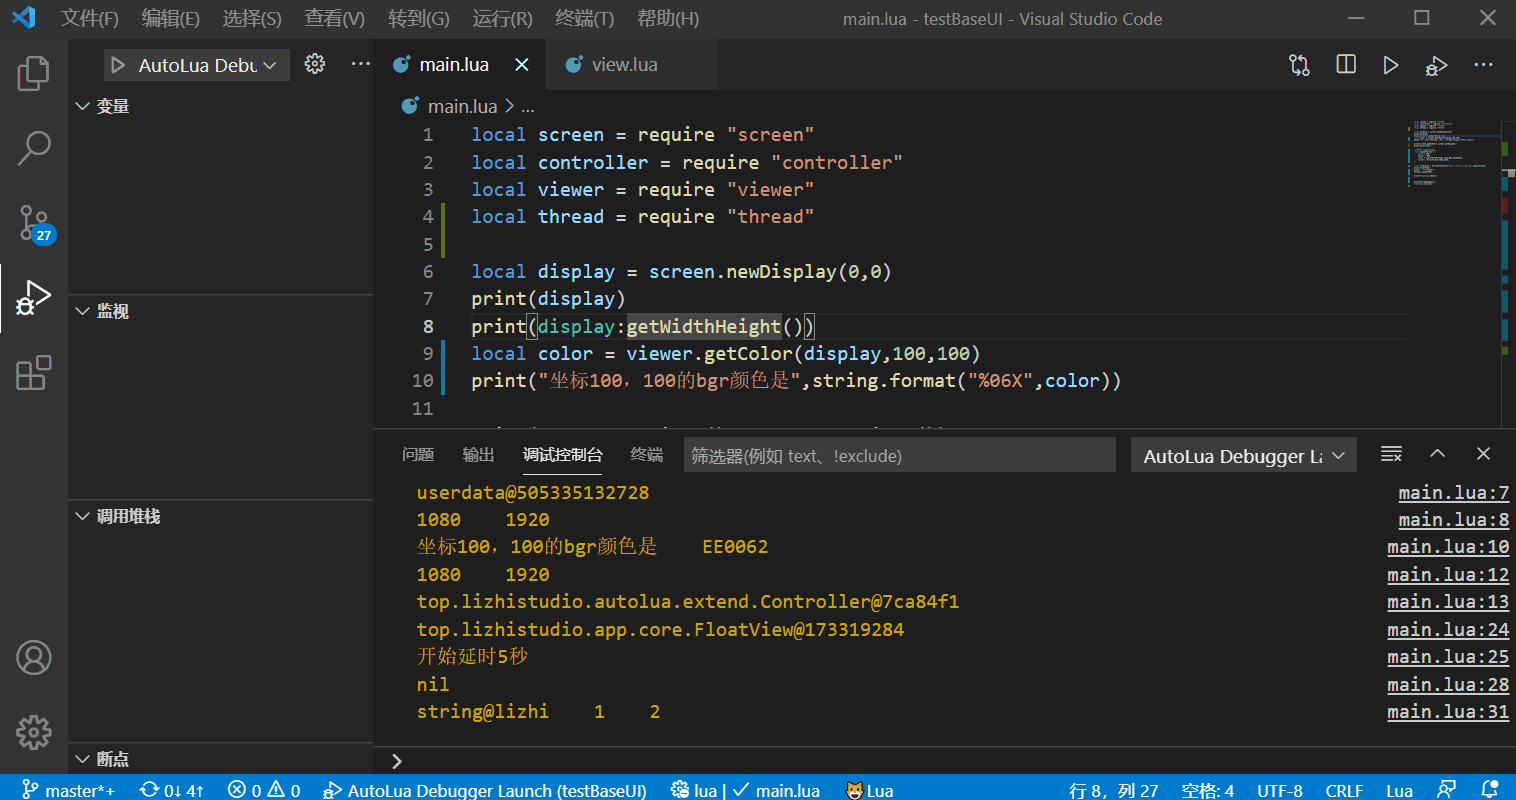 文件(F) 编辑(E) 选择(S) 查看(V) 转到(G) 运行(R) 终端(T) 帮助(H) main.lua - testBaseUI - Visual Studio Code
AutoLua Debu
main.lua view.lua
变量
main.lua > ...
1 local screen = require "screen"
2 local controller = require "controller"
3 local viewer = require "viewer"
4 local thread = require "thread"
5
6 local display = screen.newDisplay(0,0)
7 print(display)
8 print(display:getWidthHeight())
9 local color = viewer.getColor(display,100,100)
10 print("坐标100，100的bgr颜色是",string.format("%06X",color))
11
27
监视
调用堆栈
断点
问题 输出 调试控制台 终端 筛选器(例如 text、!exclude) AutoLua Debugger La
userdata@505335132728 main.lua:7
1080 1920 main.lua:8
坐标100，100的bgr颜色是 EE0062 main.lua:10
1080 1920 main.lua:12
top.lizhistudio.autolua.extend.Controller@7ca84f1 main.lua:13
top.lizhistudio.app.core.FloatView@173319284 main.lua:24
开始延时5秒 main.lua:25
nil main.lua:28
string@lizhi 1 2 main.lua:31
master*+ 0↓ 4↑ 0 0 AutoLua Debugger Launch (testBaseUI) lua | main.lua Lua 行 8，列 27 空格: 4 UTF-8 CRLF Lua